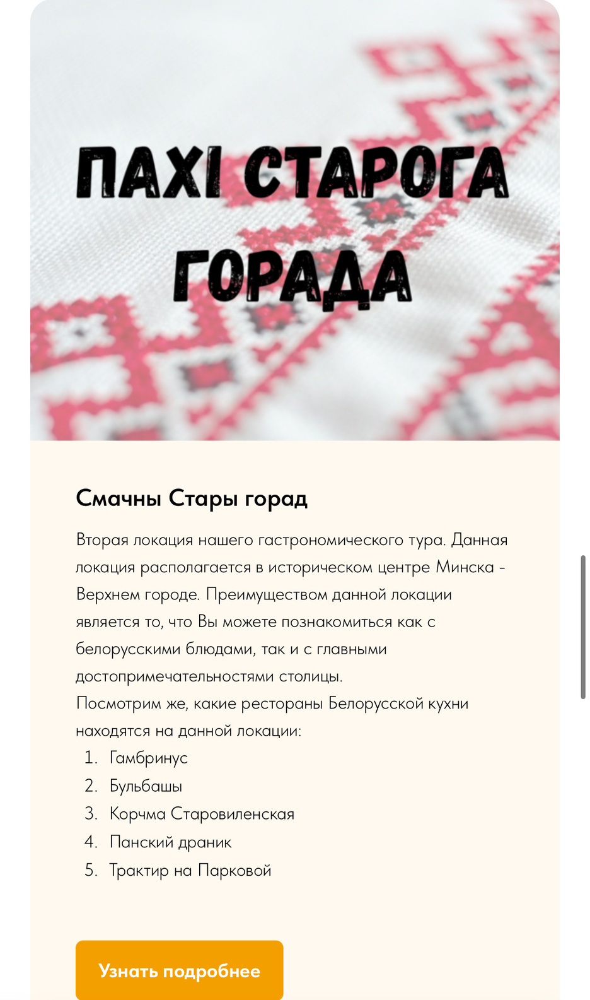 ПАХІ СТАРОГА
ГОРАДА
Смачны Стары горад
Вторая локация нашего гастрономического тура. Данная
локация располагается в историческом центре Минска -
Верхнем городе. Преимуществом данной локации
является то, что Вы можете познакомиться как с
белорусскими блюдами, так и с главными
достопримечательностями столицы.
Посмотрим же, какие рестораны Белорусской кухни
находятся на данной локации:
1. Гамбринус
2. Бульбашы
3. Корчма Старовиленская
4. Панский драник
5. Трактир на Парковой
Узнать подробнее